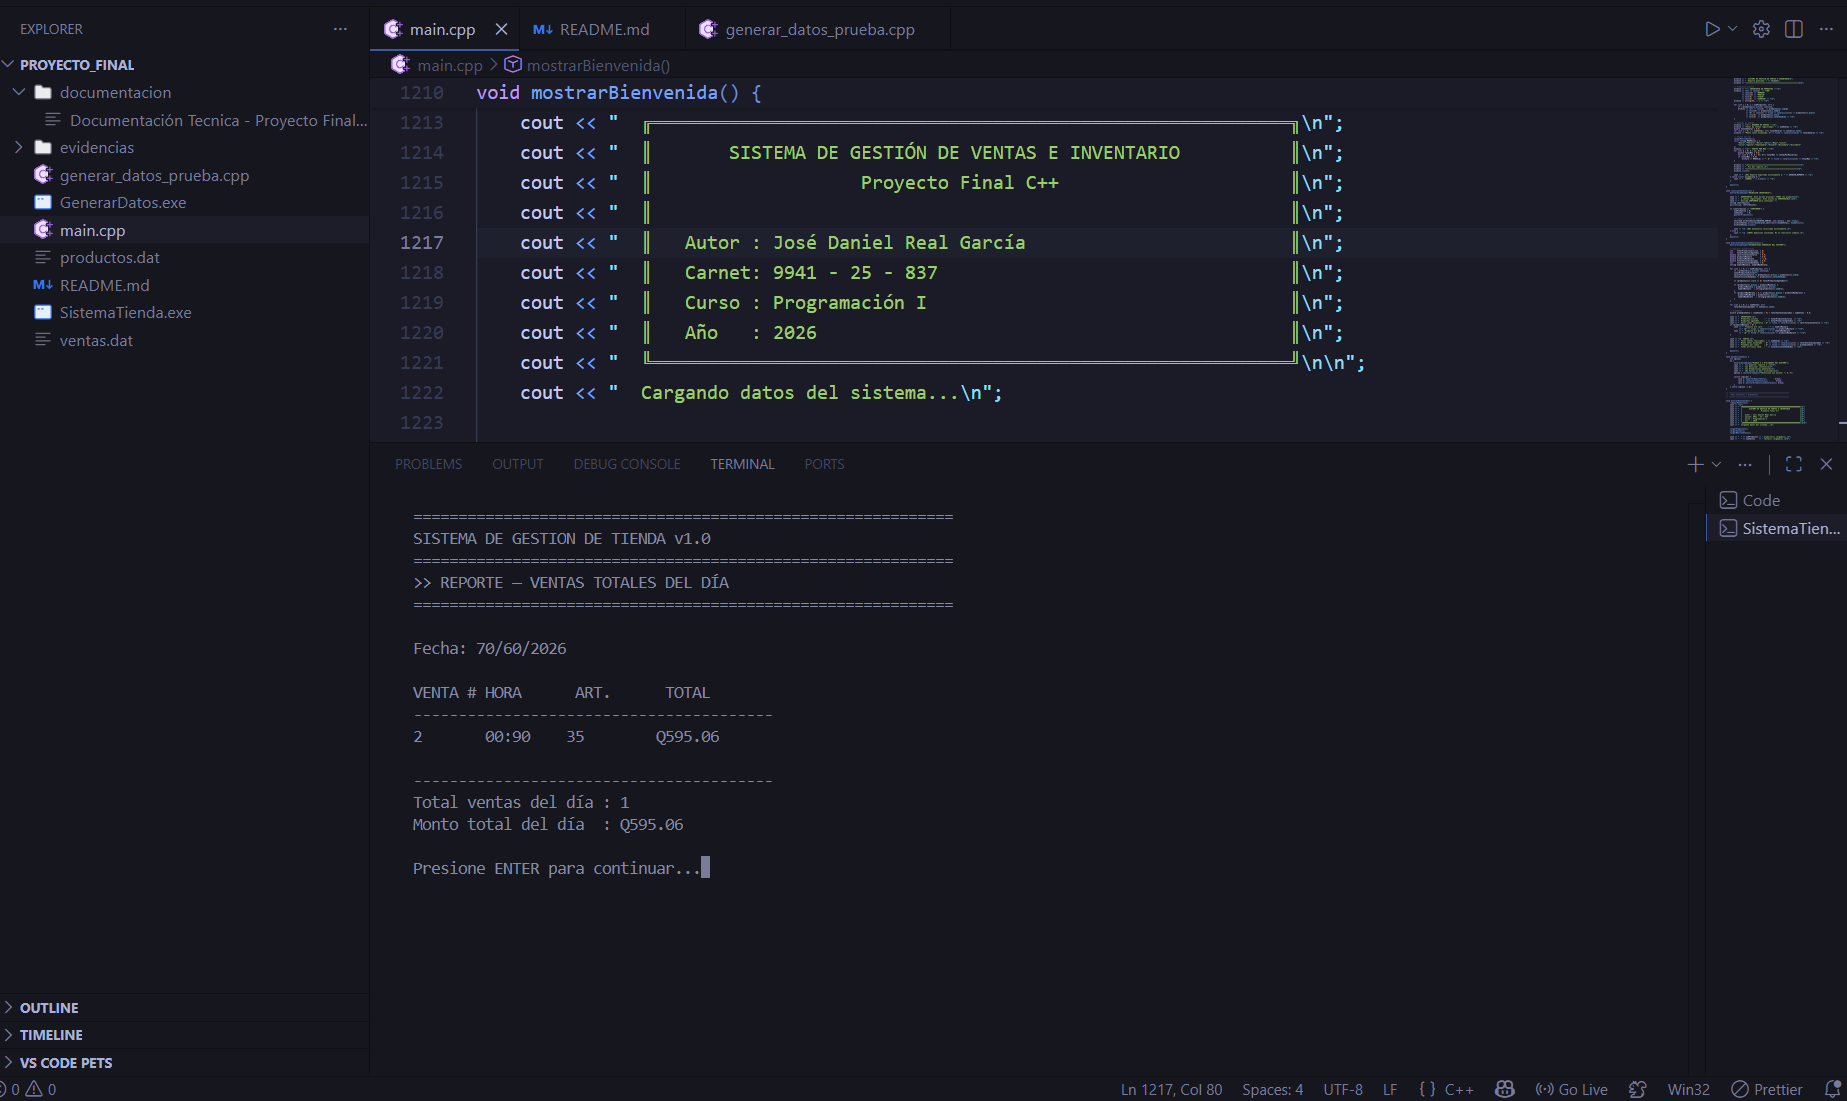 EXPLORER
PROYECTO_FINAL
documentacion
Documentación Tecnica - Proyecto Final...
evidencias
generar_datos_prueba.cpp
GenerarDatos.exe
main.cpp
productos.dat
README.md
SistemaTienda.exe
ventas.dat
OUTLINE
TIMELINE
VS CODE PETS
main.cpp
README.md
generar_datos_prueba.cpp
main.cpp > mostrarBienvenida()
1210 void mostrarBienvenida() {
1213 cout << "  ╔══════════════════════════════════════════════════════════╗\n";
1214 cout << "  ║       SISTEMA DE GESTIÓN DE VENTAS E INVENTARIO          ║\n";
1215 cout << "  ║                   Proyecto Final C++                     ║\n";
1216 cout << "  ║                                                          ║\n";
1217 cout << "  ║   Autor : José Daniel Real García                        ║\n";
1218 cout << "  ║   Carnet: 9941 - 25 - 837                                ║\n";
1219 cout << "  ║   Curso : Programación I                                 ║\n";
1220 cout << "  ║   Año   : 2026                                           ║\n";
1221 cout << "  ╚══════════════════════════════════════════════════════════╝\n\n";
1222 cout << "  Cargando datos del sistema...\n";
1223
PROBLEMS OUTPUT DEBUG CONSOLE TERMINAL PORTS
============================================================
SISTEMA DE GESTION DE TIENDA v1.0
============================================================
>> REPORTE — VENTAS TOTALES DEL DÍA
============================================================
Fecha: 70/60/2026
VENTA # HORA      ART.      TOTAL
----------------------------------------
2       00:90    35        Q595.06
----------------------------------------
Total ventas del día : 1
Monto total del día  : Q595.06
Presione ENTER para continuar...
Code
SistemaTien...
0 0
Ln 1217, Col 80 Spaces: 4 UTF-8 LF { } C++ Go Live Win32 Prettier